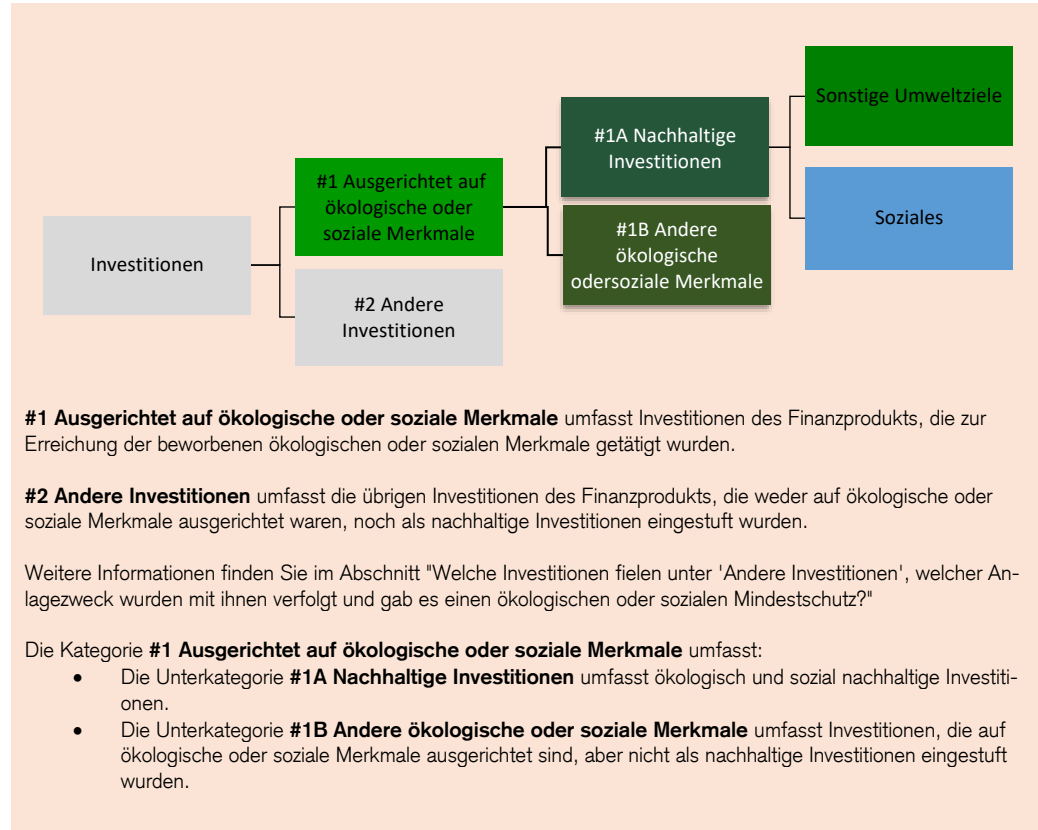 Sonstige Umweltziele
#1A Nachhaltige
Investitionen
#1 Ausgerichtet auf
ökologische oder
soziale Merkmale
Soziales
#1B Andere
ökologische
odersoziale Merkmale
Investitionen
#2 Andere
Investitionen
#1 Ausgerichtet auf ökologische oder soziale Merkmale umfasst Investitionen des Finanzprodukts, die zur
Erreichung der beworbenen ökologischen oder sozialen Merkmale getätigt wurden.
#2 Andere Investitionen umfasst die übrigen Investitionen des Finanzprodukts, die weder auf ökologische oder
soziale Merkmale ausgerichtet waren, noch als nachhaltige Investitionen eingestuft wurden.
Weitere Informationen finden Sie im Abschnitt "Welche Investitionen fielen unter 'Andere Investitionen', welcher An-
lagezweck wurden mit ihnen verfolgt und gab es einen ökologischen oder sozialen Mindestschutz?"
Die Kategorie #1 Ausgerichtet auf ökologische oder soziale Merkmale umfasst:
• Die Unterkategorie #1A Nachhaltige Investitionen umfasst ökologisch und sozial nachhaltige Investiti-
onen.
• Die Unterkategorie #1B Andere ökologische oder soziale Merkmale umfasst Investitionen, die auf
ökologische oder soziale Merkmale ausgerichtet sind, aber nicht als nachhaltige Investitionen eingestuft
wurden.